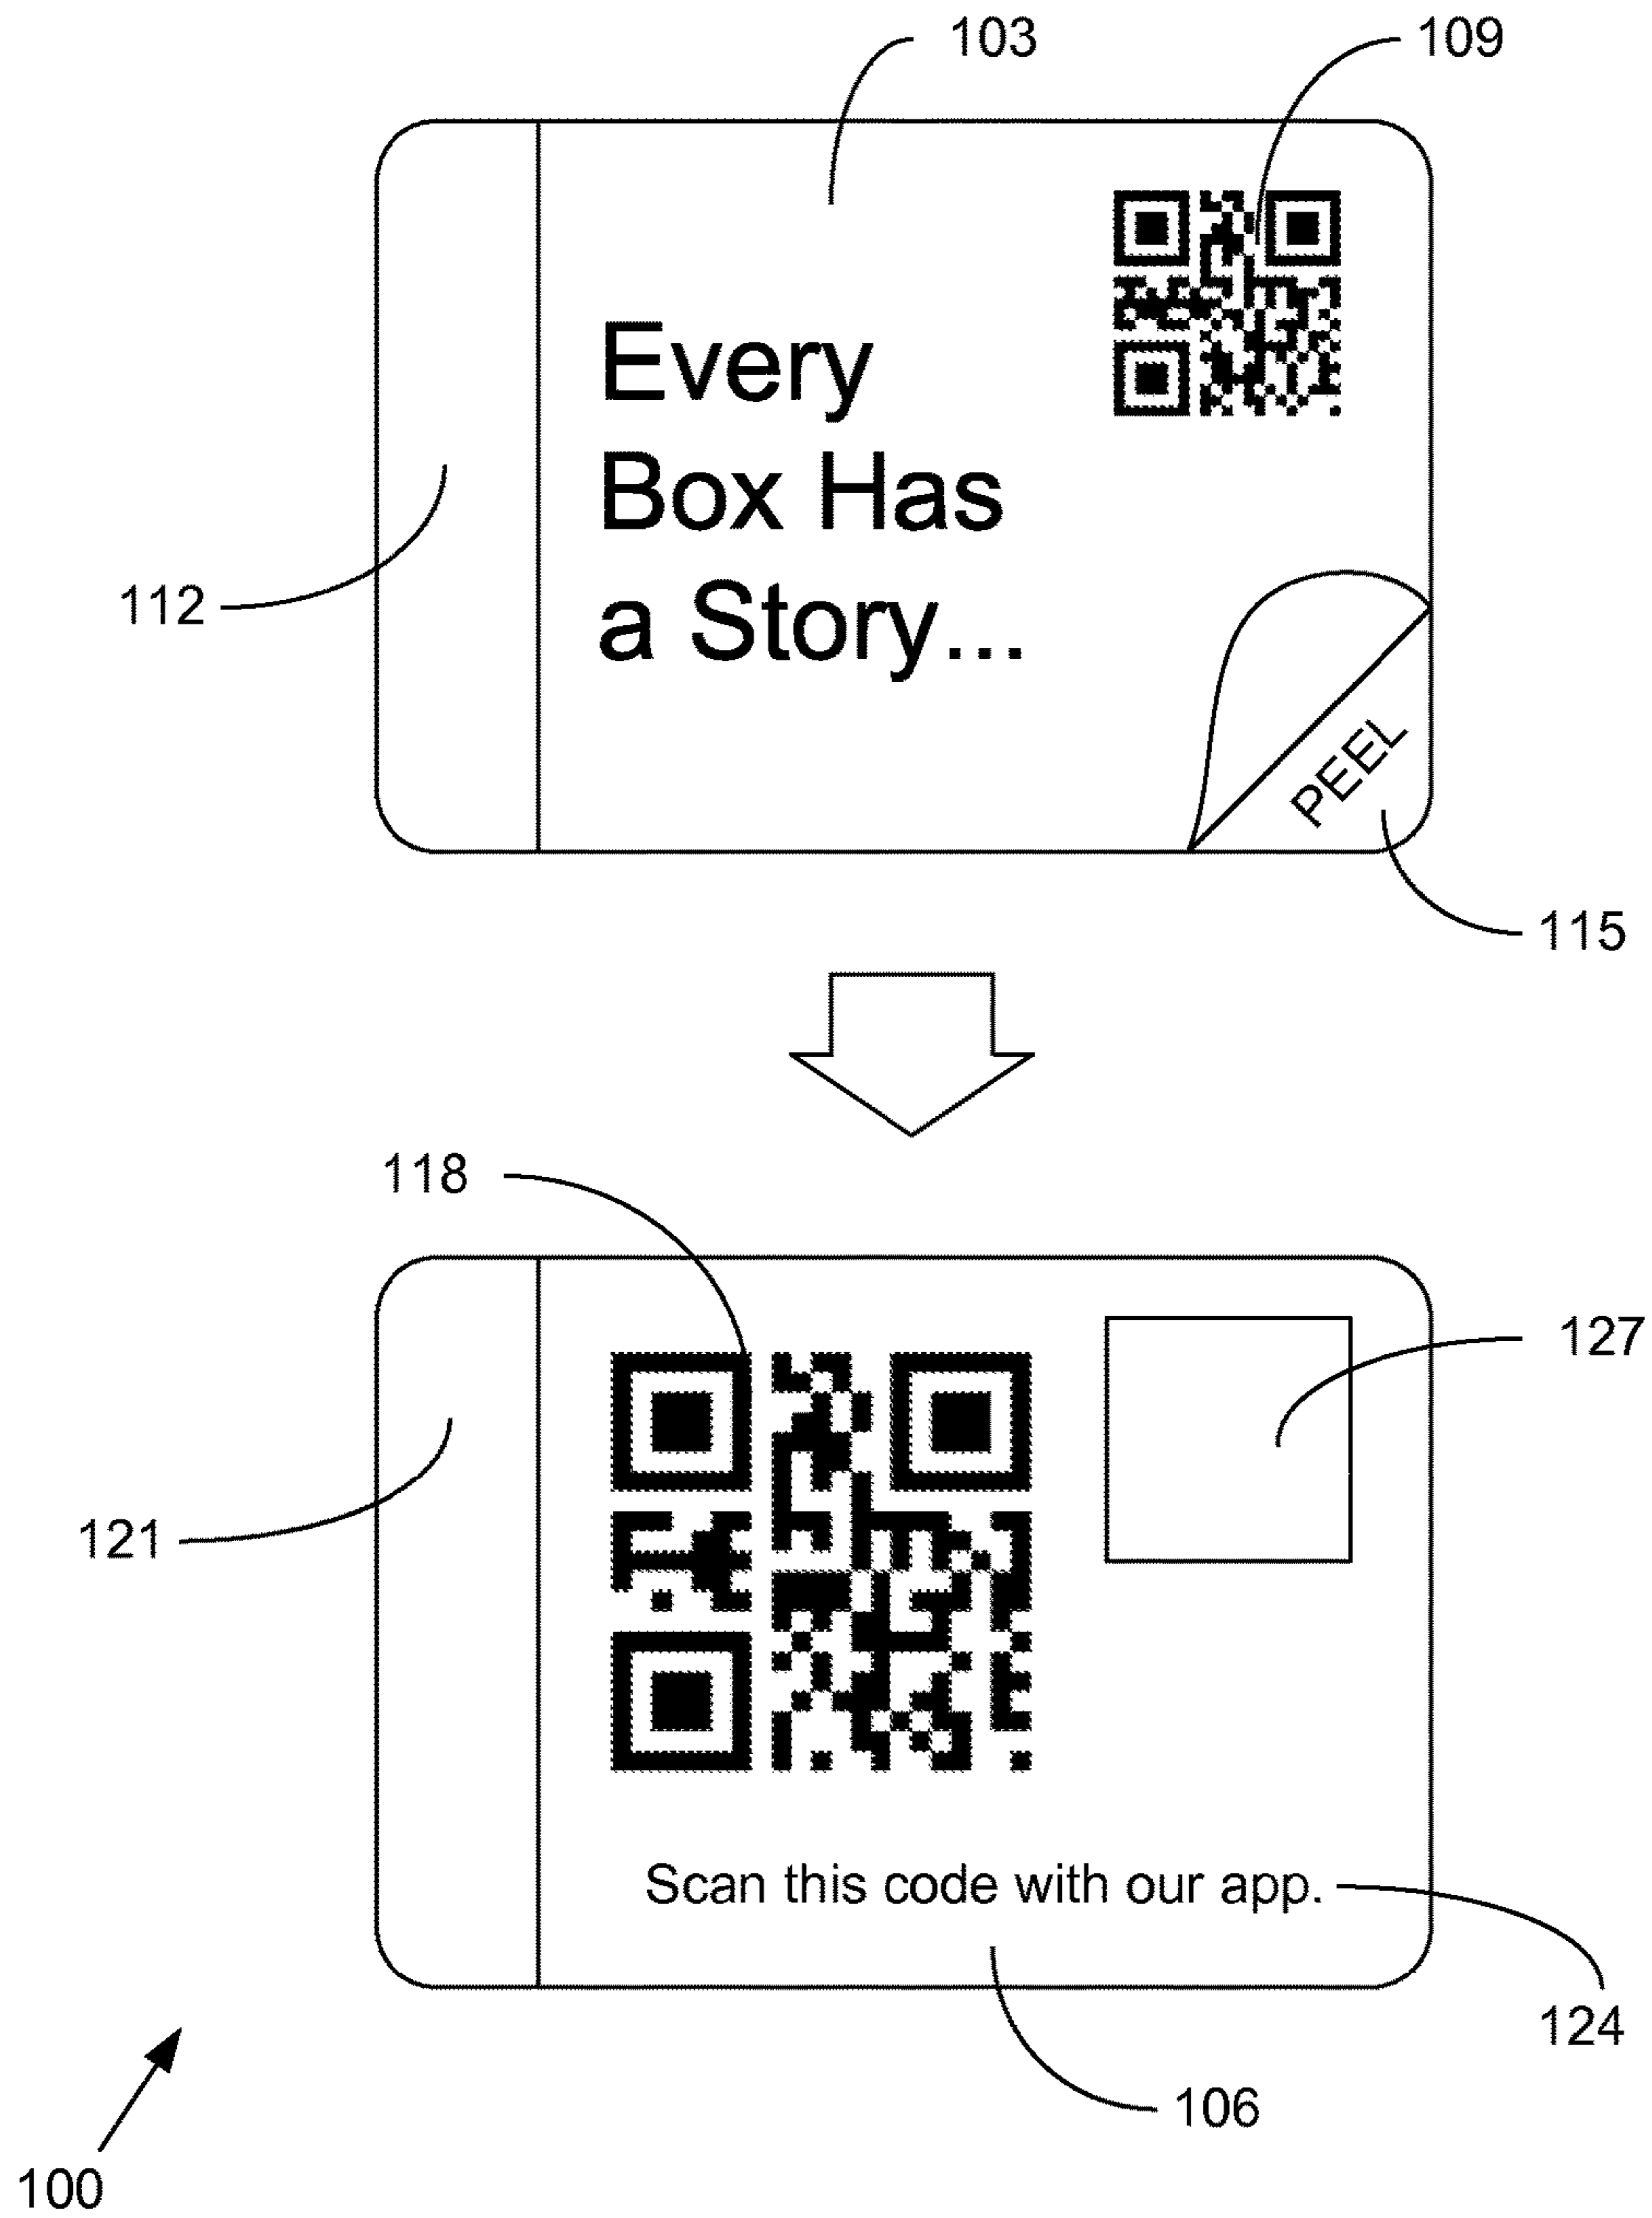 103
109
Every
Box Has
a Story...
112
PEEL
115
118
127
121
Scan this code with our app.
124
106
100